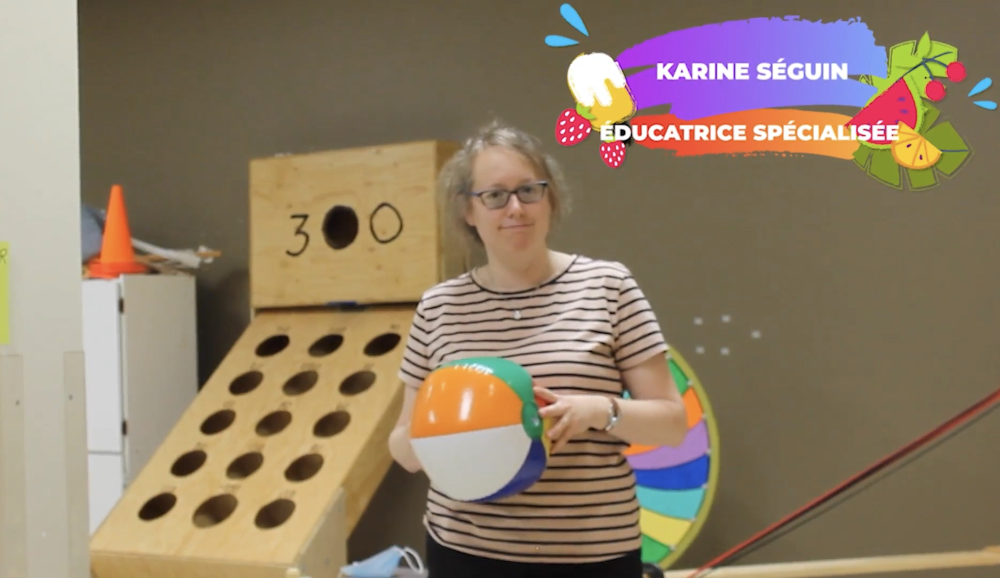 KARINE SÉGUIN
ÉDUCATRICE SPÉCIALISÉE
300
R